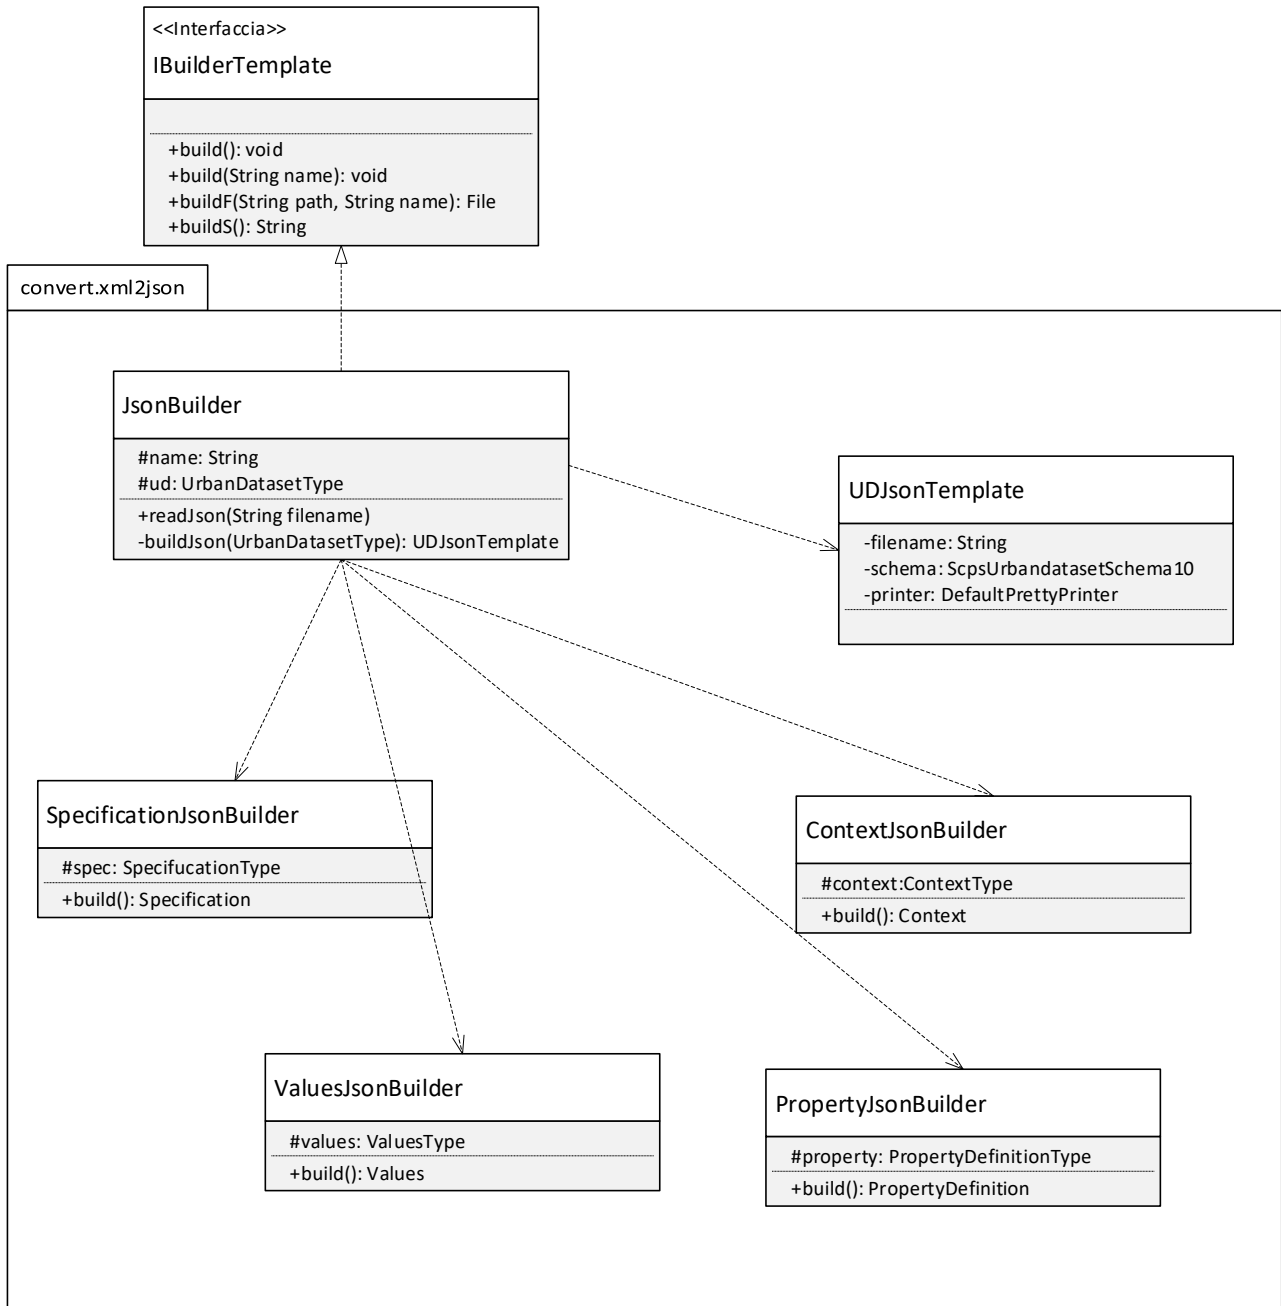 <<Interfaccia>>
IBuilderTemplate
+build(): void
+build(String name): void
+buildF(String path, String name): File
+buildS(): String
convert.xml2json
JsonBuilder
#name: String
#ud: UrbanDatasetType
+readJson(String filename)
-buildJson(UrbanDatasetType): UDJsonTemplate
UDJsonTemplate
-filename: String
-schema: ScpsUrbandatasetSchema10
-printer: DefaultPrettyPrinter
SpecificationJsonBuilder
#spec: SpecifucationType
+build(): Specification
ContextJsonBuilder
#context:ContextType
+build(): Context
ValuesJsonBuilder
#values: ValuesType
+build(): Values
PropertyJsonBuilder
#property: PropertyDefinitionType
+build(): PropertyDefinition